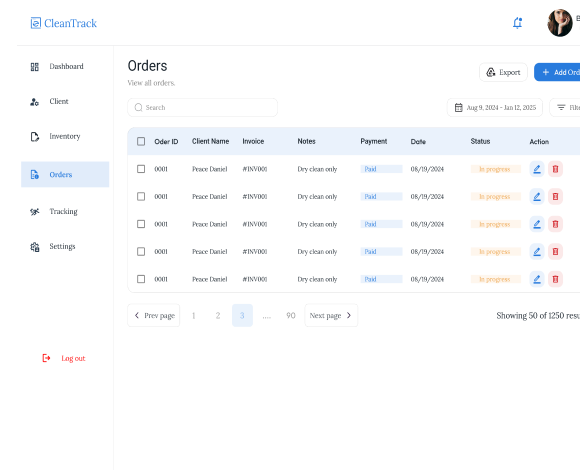 CleanTrack
B
Dashboard
Client
Inventory
Orders
Tracking
Settings
Log out
Orders
View all orders.
Export
+ Add Ord
Search
Aug 9, 2024 - Jan 12, 2025
Filt
Oder ID Client Name Invoice Notes Payment Date Status Action
0001 Peace Daniel #INV001 Dry clean only Paid 08/19/2024 In progress
0001 Peace Daniel #INV001 Dry clean only Paid 08/19/2024 In progress
0001 Peace Daniel #INV001 Dry clean only Paid 08/19/2024 In progress
0001 Peace Daniel #INV001 Dry clean only Paid 08/19/2024 In progress
0001 Peace Daniel #INV001 Dry clean only Paid 08/19/2024 In progress
Prev page 1 2 3 .... 90 Next page
Showing 50 of 1250 resu